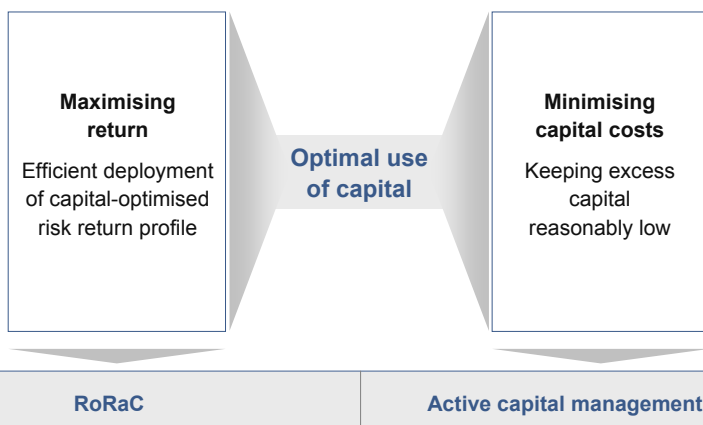 Maximising
return
Efficient deployment
of capital-optimised
risk return profile
Optimal use
of capital
Minimising
capital costs
Keeping excess
capital
reasonably low
RoRaC
Active capital management